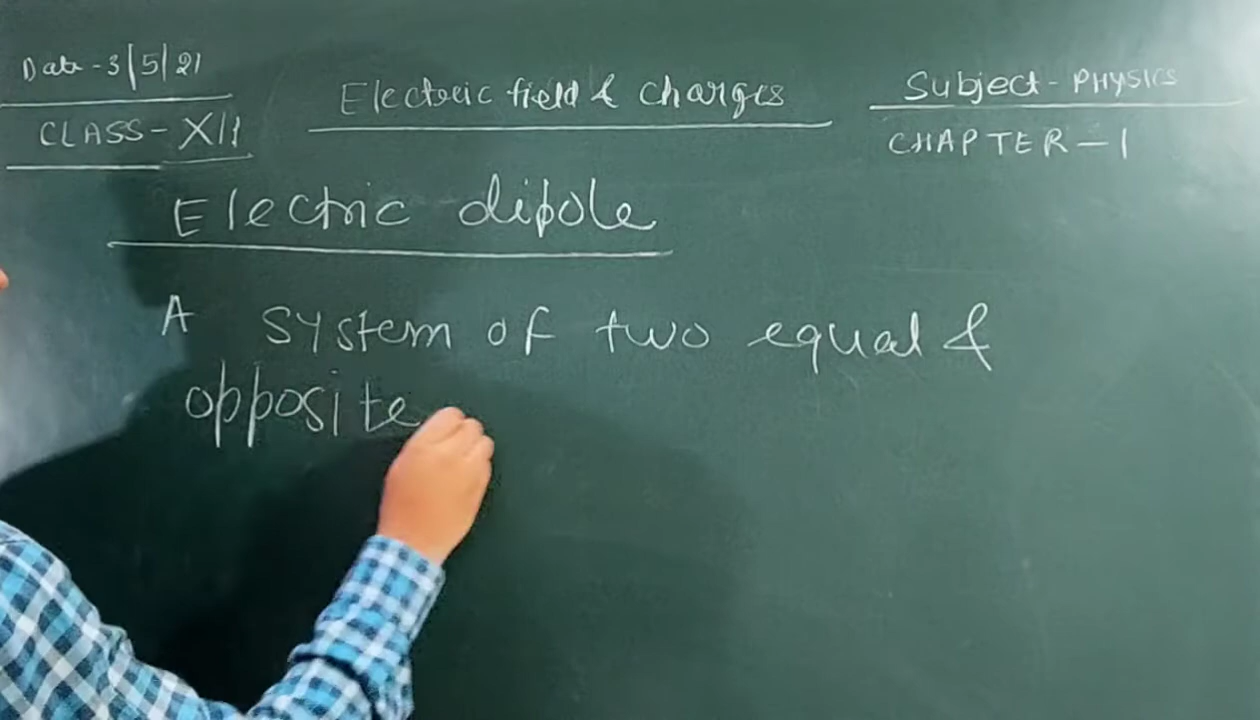 Date - 3/5/21
Electric field & charges
Subject - PHYSICS
CLASS - XII
CHAPTER - 1
Electric dipole
A system of two equal &
opposite